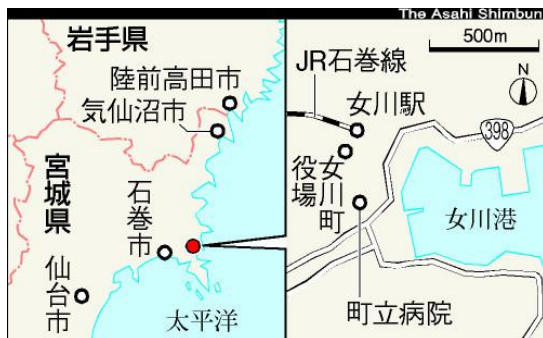 The Asahi Shimbun
岩手県
陸前高田市
気仙沼市
宮城県
石巻市
仙台市
太平洋
500m
N
JR石巻線
女川駅
398
女川町
役場
女川港
町立病院